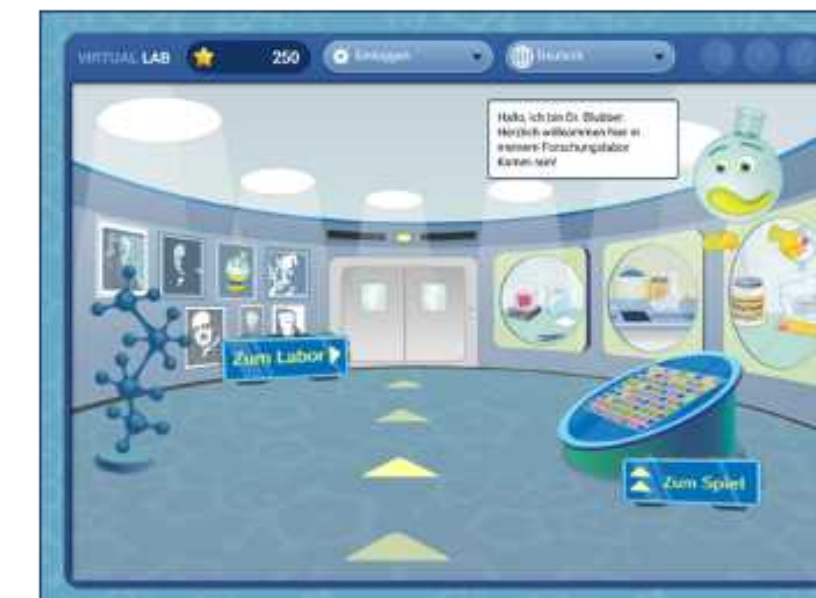 VIRTUAL LAB
250
Einloggen
Deutsch
Hallo, ich bin Dr. Blubber.
Herzlich willkommen hier in
meinem Forschungslabor
Komm rein!
Zum Labor
Zum Spiel